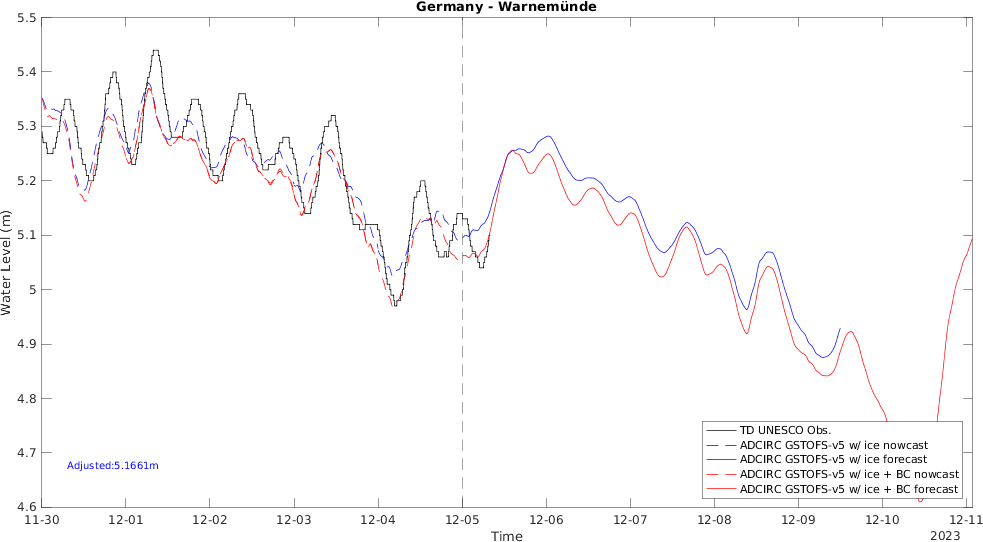 Germany - Warnemünde
5.5
5.4
5.3
5.2
5.1
5
4.9
4.8
4.7
4.6
Water Level (m)
Adjusted:5.1661m
TD UNESCO Obs.
ADCIRC GSTOFS-v5 w/ ice nowcast
ADCIRC GSTOFS-v5 w/ ice forecast
ADCIRC GSTOFS-v5 w/ ice + BC nowcast
ADCIRC GSTOFS-v5 w/ ice + BC forecast
11-30 12-01 12-02 12-03 12-04 12-05 12-06 12-07 12-08 12-09 12-10 12-11
Time
2023